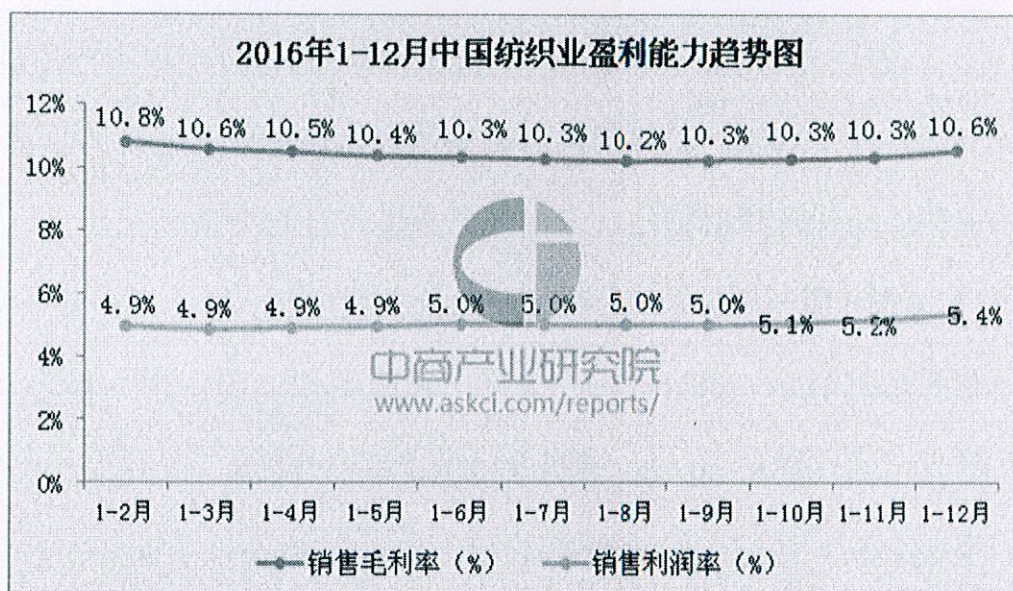 2016年1-12月中国纺织业盈利能力趋势图
12%
10%
8%
6%
4%
2%
0%
10.8% 10.6% 10.5% 10.4% 10.3% 10.3% 10.2% 10.3% 10.3% 10.3% 10.6%
4.9% 4.9% 4.9% 4.9% 5.0% 5.0% 5.0% 5.0% 5.1% 5.2% 5.4%
中商产业研究院
www.askci.com/reports/
1-2月 1-3月 1-4月 1-5月 1-6月 1-7月 1-8月 1-9月 1-10月 1-11月 1-12月
销售毛利率（%） 销售利润率（%）